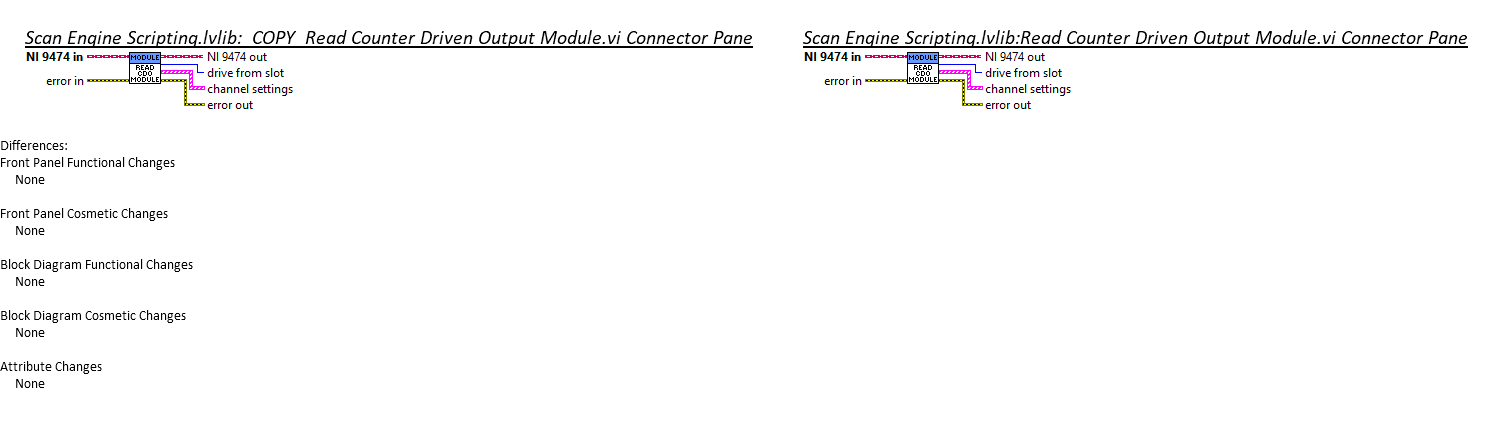 Scan Engine Scripting.lvlib:_COPY_Read Counter Driven Output Module.vi Connector Pane
NI 9474 in
MODULE
READ
CDO
MODULE
NI 9474 out
drive from slot
error in
channel settings
error out
Scan Engine Scripting.lvlib:Read Counter Driven Output Module.vi Connector Pane
NI 9474 in
MODULE
READ
CDO
MODULE
NI 9474 out
drive from slot
error in
channel settings
error out
Differences:
Front Panel Functional Changes
None
Front Panel Cosmetic Changes
None
Block Diagram Functional Changes
None
Block Diagram Cosmetic Changes
None
Attribute Changes
None